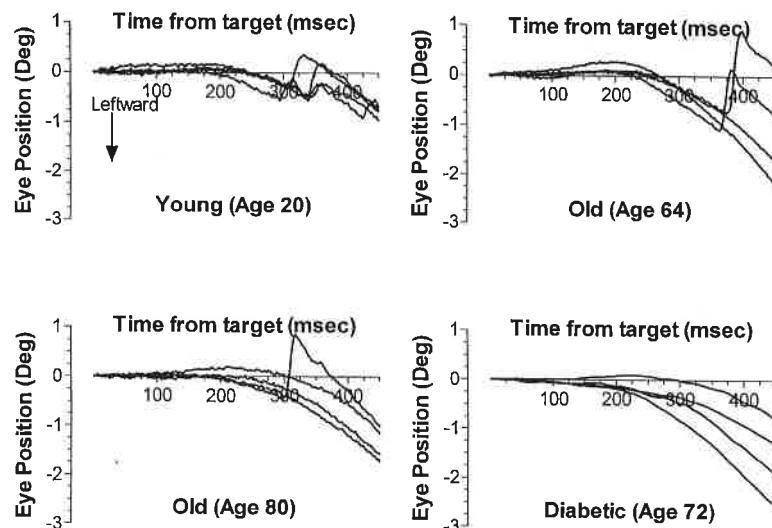 Time from target (msec)
Eye Position (Deg)
1
0
-1
-2
-3
100
200
300
400
Leftward
Young (Age 20)
Time from target (msec)
Eye Position (Deg)
1
0
-1
-2
-3
100
200
300
400
Old (Age 64)
Time from target (msec)
Eye Position (Deg)
1
0
-1
-2
-3
100
200
300
400
Old (Age 80)
Time from target (msec)
Eye Position (Deg)
1
0
-1
-2
-3
100
200
300
400
Diabetic (Age 72)